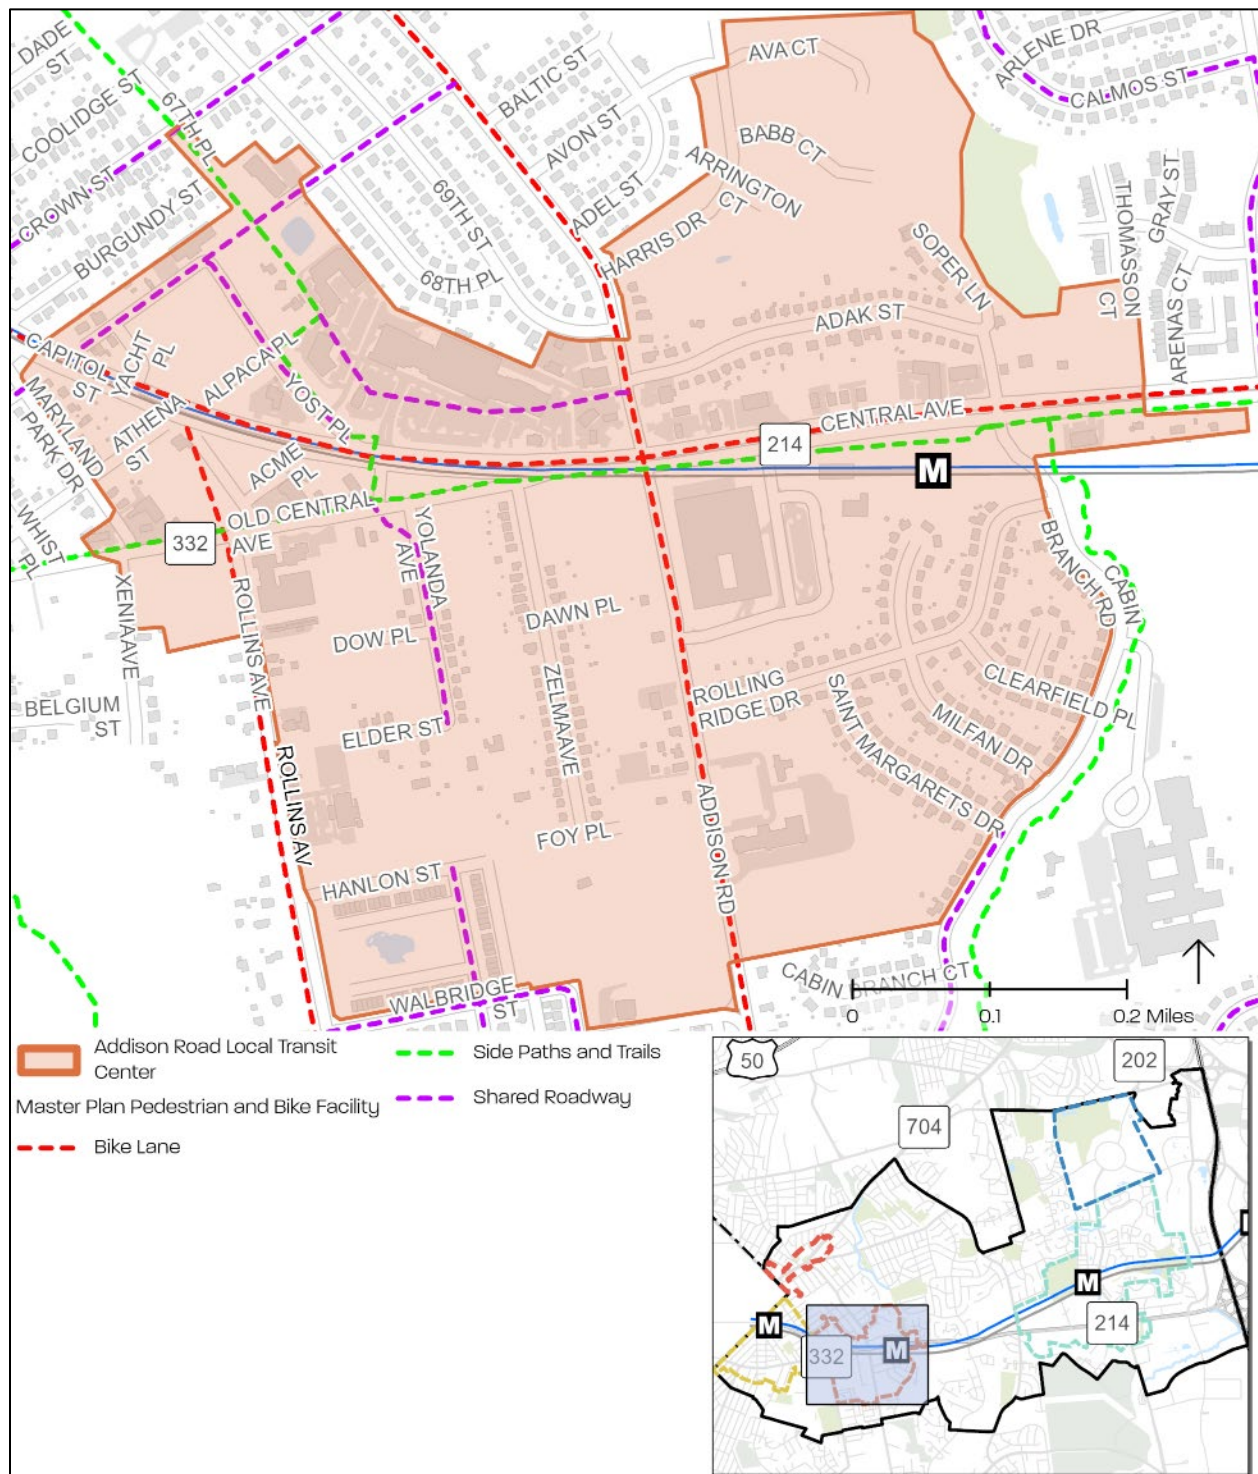 DADE
ST
COOLIDGE ST
67TH PL
CROWN ST
BURGUNDY ST
BALTIC ST
AVON ST
ADEL ST
69TH ST
68TH PL
AVA CT
BABB CT
ARRINGTON
CT
HARRIS DR
SOPER LN
ADAK ST
ARLENE DR
CALMOS ST
THOMASSON
CT
GRAY ST
ARENAS CT
CAPITOL
ST
YACHT
PL
ALPACA PL
YOST PL
ATHENA
ST
MARYLAND
PARK DR
ACME
PL
CENTRAL AVE
214
M
OLD CENTRAL
AVE
332
WHIST
PL
XENIA AVE
ROLLINS AVE
YOLANDA
AVE
DOW PL
DAWN PL
ELDER ST
ZELMA AVE
BELGIUM
ST
ROLLINS AV
BRANCH RD
CABIN
ROLLING
RIDGE DR
CLEARFIELD PL
MILFAN DR
SAINT MARGARETS DR
ADDISON RD
FOY PL
HANLON ST
WALBRIDGE
ST
CABIN BRANCH CT
0 0.1 0.2 Miles
Addison Road Local Transit
Center
Master Plan Pedestrian and Bike Facility
Bike Lane
Side Paths and Trails
Shared Roadway
50
202
704
M
214
M
332
M